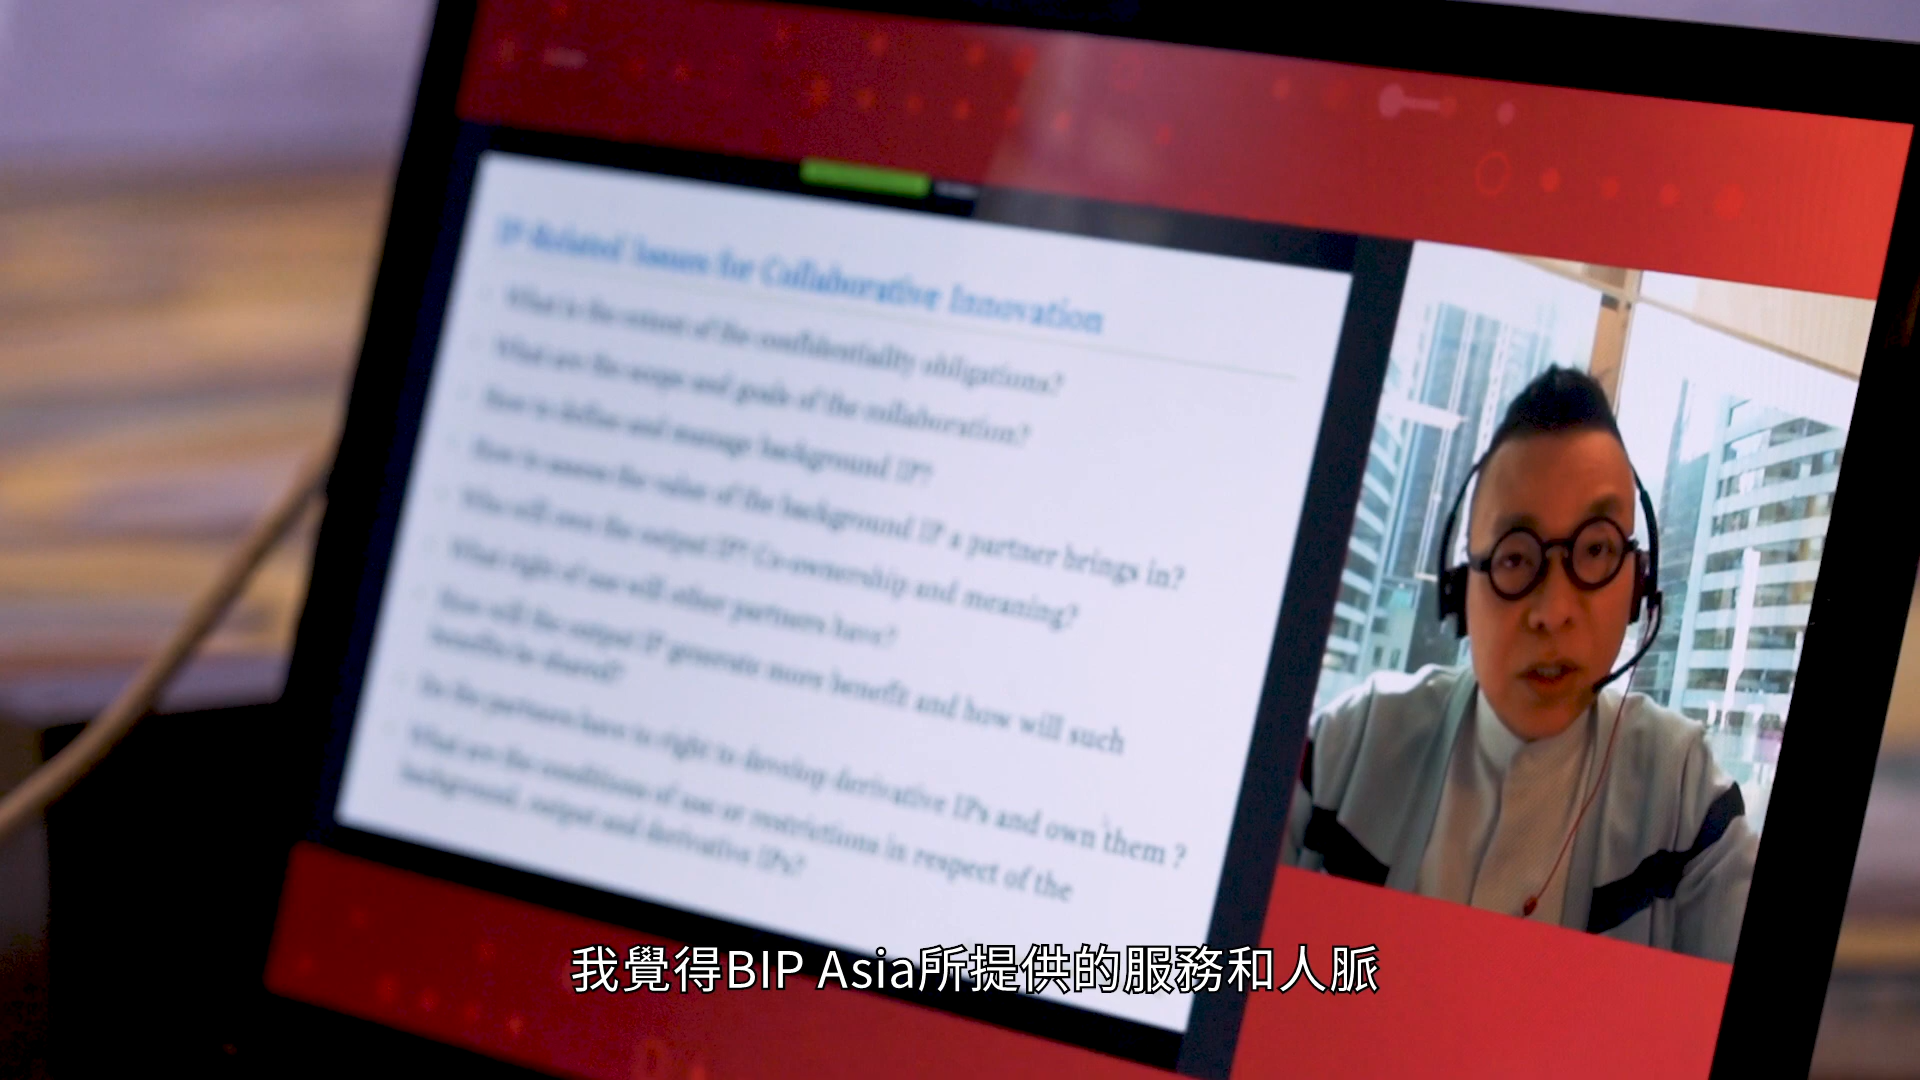 IP-Related Issues for Collaborative Innovation
What is the extent of the confidentiality obligations?
What are the scope and goals of the collaboration?
How to define and manage background IP?
How to assess the value of the background IP a partner brings in?
Who will own the output IP? Co-ownership and meaning?
What right of use will other partners have?
How will the output IP generate more benefit and how will such
benefits be shared?
Do the partners have to right to develop derivative IPs and own them ?
What are the conditions of use or restrictions in respect of the
background, output and derivative IPs?
我覺得BIP Asia所提供的服務和人脈